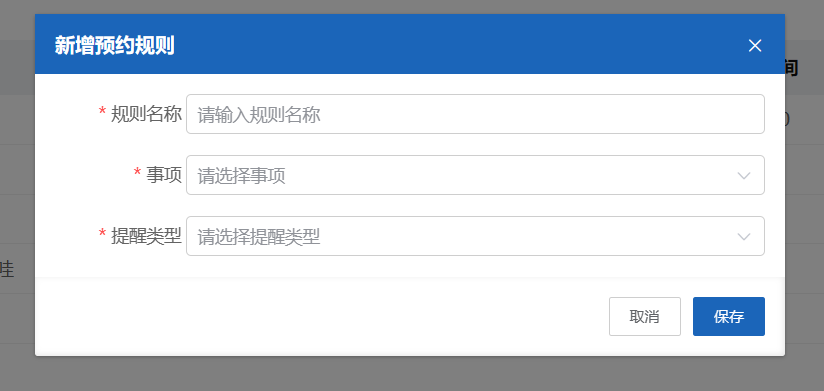 新增预约规则
间
* 规则名称 请输入规则名称
)
* 事项 请选择事项
* 提醒类型 请选择提醒类型
哇
取消 保存